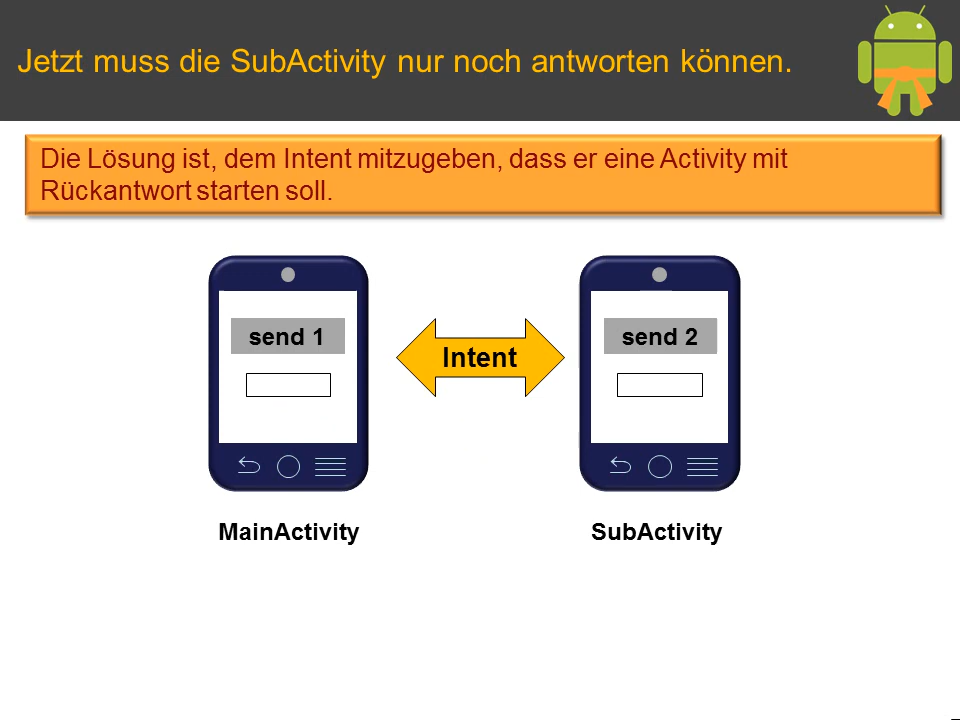 Jetzt muss die SubActivity nur noch antworten können.
Die Lösung ist, dem Intent mitzugeben, dass er eine Activity mit
Rückantwort starten soll.
send 1
Intent
send 2
MainActivity
SubActivity